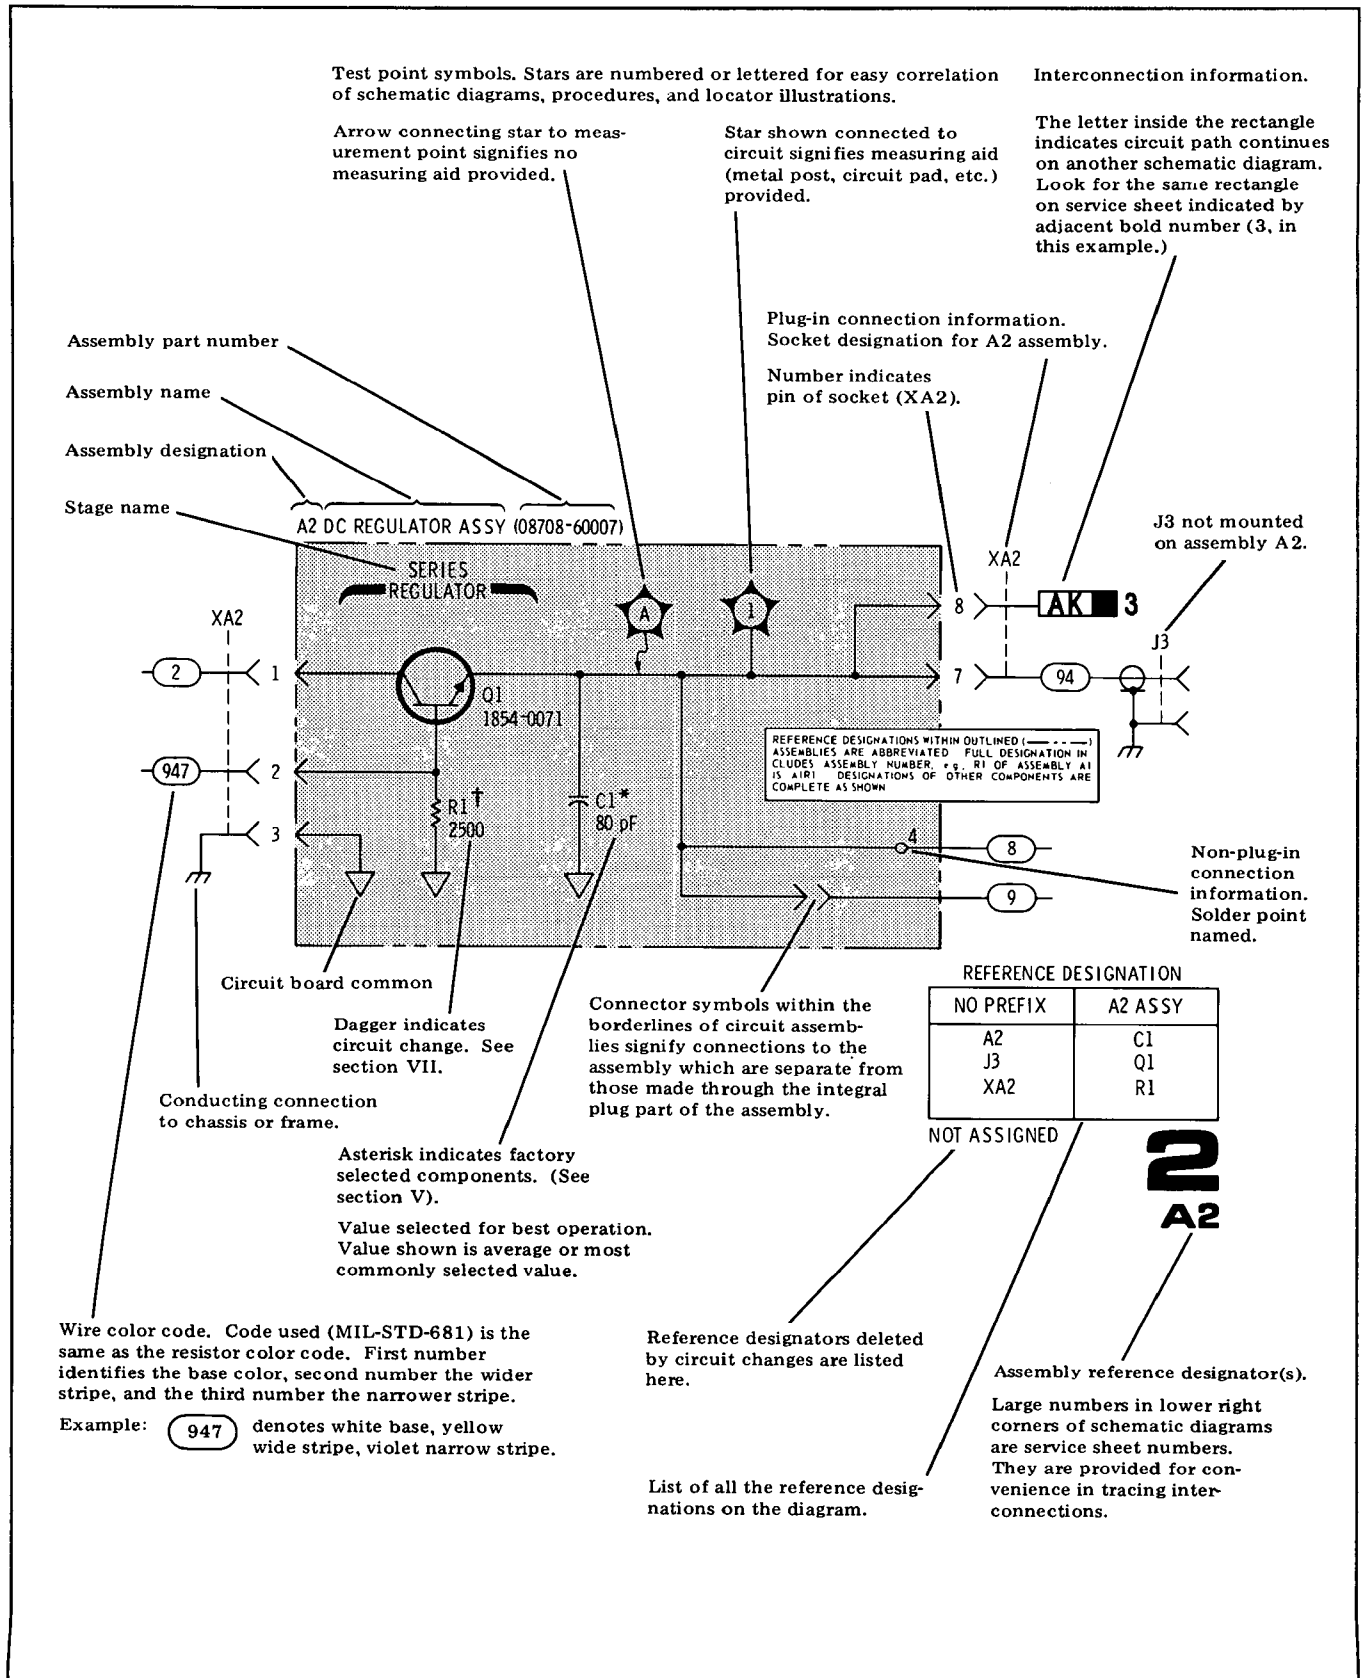 Test point symbols. Stars are numbered or lettered for easy correlation
of schematic diagrams, procedures, and locator illustrations.
Arrow connecting star to meas-
urement point signifies no
measuring aid provided.
Star shown connected to
circuit signifies measuring aid
(metal post, circuit pad, etc.)
provided.
Interconnection information.
The letter inside the rectangle
indicates circuit path continues
on another schematic diagram.
Look for the same rectangle
on service sheet indicated by
adjacent bold number (3, in
this example.)
Plug-in connection information.
Socket designation for A2 assembly.
Number indicates
pin of socket (XA2).
Assembly part number
Assembly name
Assembly designation
Stage name
A2 DC REGULATOR ASSY (08708-60007)
J3 not mounted
on assembly A2.
SERIES
REGULATOR
A
1
XA2
8
AK 3
XA2
J3
2
1
7
94
Q1
1854-0071
947
2
REFERENCE DESIGNATIONS WITHIN OUTLINED (—--—)
ASSEMBLIES ARE ABBREVIATED FULL DESIGNATION IN
CLUDES ASSEMBLY NUMBER, e g, R1 OF ASSEMBLY A1
IS A1R1 DESIGNATIONS OF OTHER COMPONENTS ARE
COMPLETE AS SHOWN
R1†
2500
C1*
80 pF
3
4
8
9
Non-plug-in
connection
information.
Solder point
named.
Circuit board common
Dagger indicates
circuit change. See
section VII.
Connector symbols within the
borderlines of circuit assemb-
lies signify connections to the
assembly which are separate from
those made through the integral
plug part of the assembly.
REFERENCE DESIGNATION
NO PREFIX A2 ASSY
A2 C1
J3 Q1
XA2 R1
NOT ASSIGNED
Conducting connection
to chassis or frame.
Asterisk indicates factory
selected components. (See
section V).
Value selected for best operation.
Value shown is average or most
commonly selected value.
2
A2
Wire color code. Code used (MIL-STD-681) is the
same as the resistor color code. First number
identifies the base color, second number the wider
stripe, and the third number the narrower stripe.
Example: 947 denotes white base, yellow
wide stripe, violet narrow stripe.
Reference designators deleted
by circuit changes are listed
here.
List of all the reference desig-
nations on the diagram.
Assembly reference designator(s).
Large numbers in lower right
corners of schematic diagrams
are service sheet numbers.
They are provided for con-
venience in tracing inter-
connections.